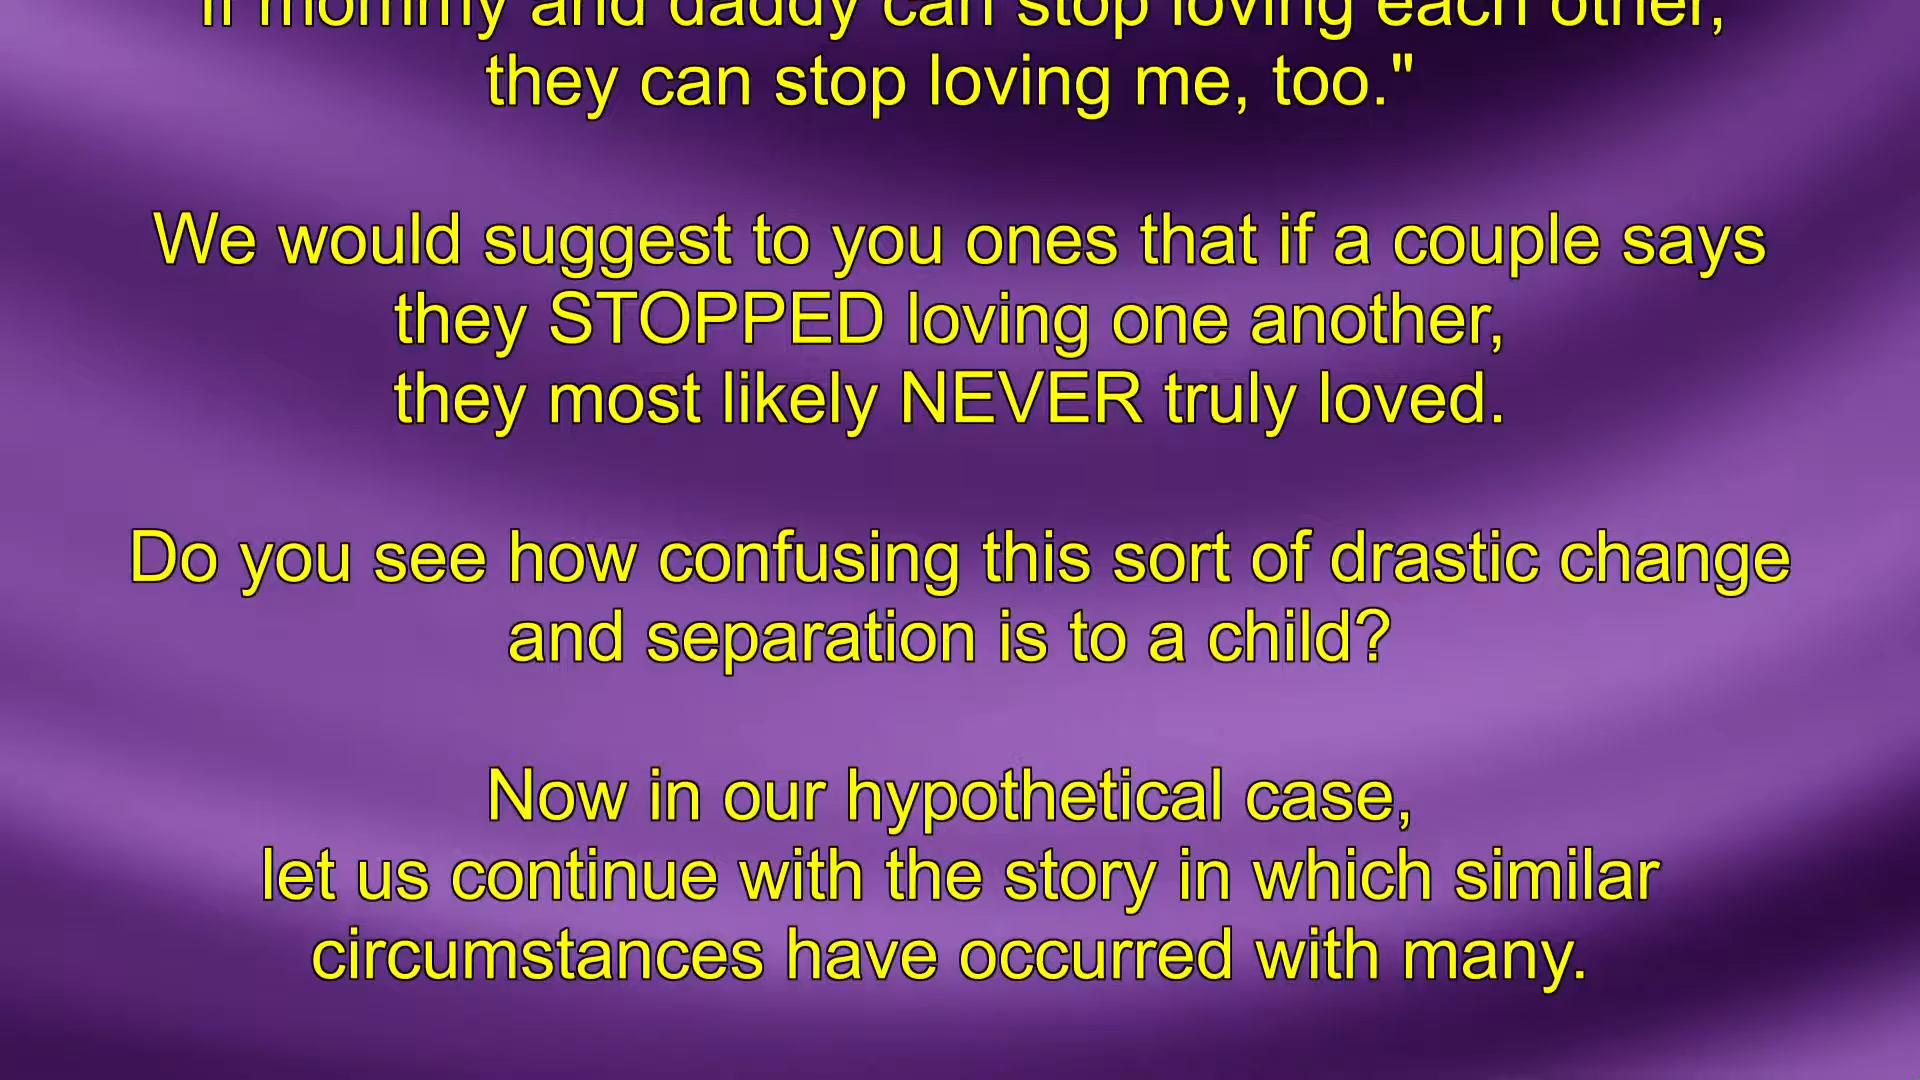 If mommy and daddy can stop loving each other,
they can stop loving me, too."
We would suggest to you ones that if a couple says
they STOPPED loving one another,
they most likely NEVER truly loved.
Do you see how confusing this sort of drastic change
and separation is to a child?
Now in our hypothetical case,
let us continue with the story in which similar
circumstances have occurred with many.